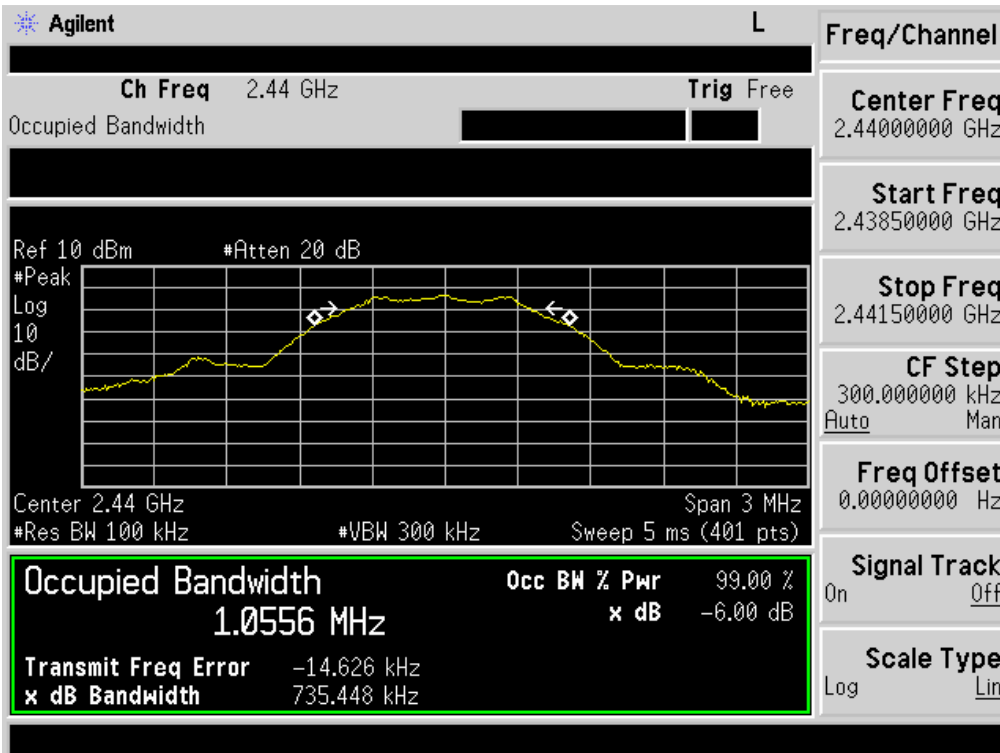 Agilent L
Ch Freq 2.44 GHz Trig Free
Occupied Bandwidth
Ref 10 dBm #Atten 20 dB
#Peak
Log
10
dB/
Center 2.44 GHz Span 3 MHz
#Res BW 100 kHz #VBW 300 kHz Sweep 5 ms (401 pts)
Occupied Bandwidth
1.0556 MHz
Occ BW % Pwr 99.00 %
x dB -6.00 dB
Transmit Freq Error -14.626 kHz
x dB Bandwidth 735.448 kHz
Freq/Channel
Center Freq
2.44000000 GHz
Start Freq
2.43850000 GHz
Stop Freq
2.44150000 GHz
CF Step
300.000000 kHz
Auto Man
Freq Offset
0.00000000 Hz
Signal Track
On Off
Scale Type
Log Lin